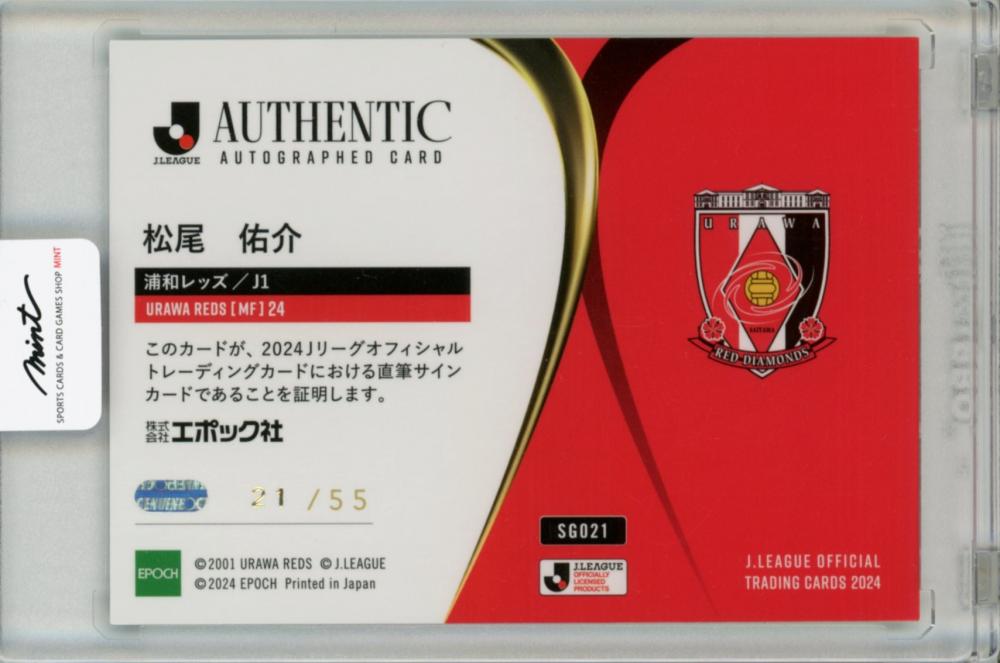 J.LEAGUE
AUTHENTIC
AUTOGRAPHED CARD
松尾 佑介
浦和レッズ/J1
URAWA REDS [MF] 24
このカードが、2024Jリーグオフィシャル
トレーディングカードにおける直筆サイン
カードであることを証明します。
株式会社エポック社
21 /55
EPOCH
©2001 URAWA REDS ©J.LEAGUE
©2024 EPOCH Printed in Japan
URAWA
SAITAMA
RED-DIAMONDS
SG021
J.LEAGUE
OFFICIALLY
LICENSED
PRODUCTS
J.LEAGUE OFFICIAL
TRADING CARDS 2024
mint
SPORTS CARDS & CARD GAMES SHOP MINT